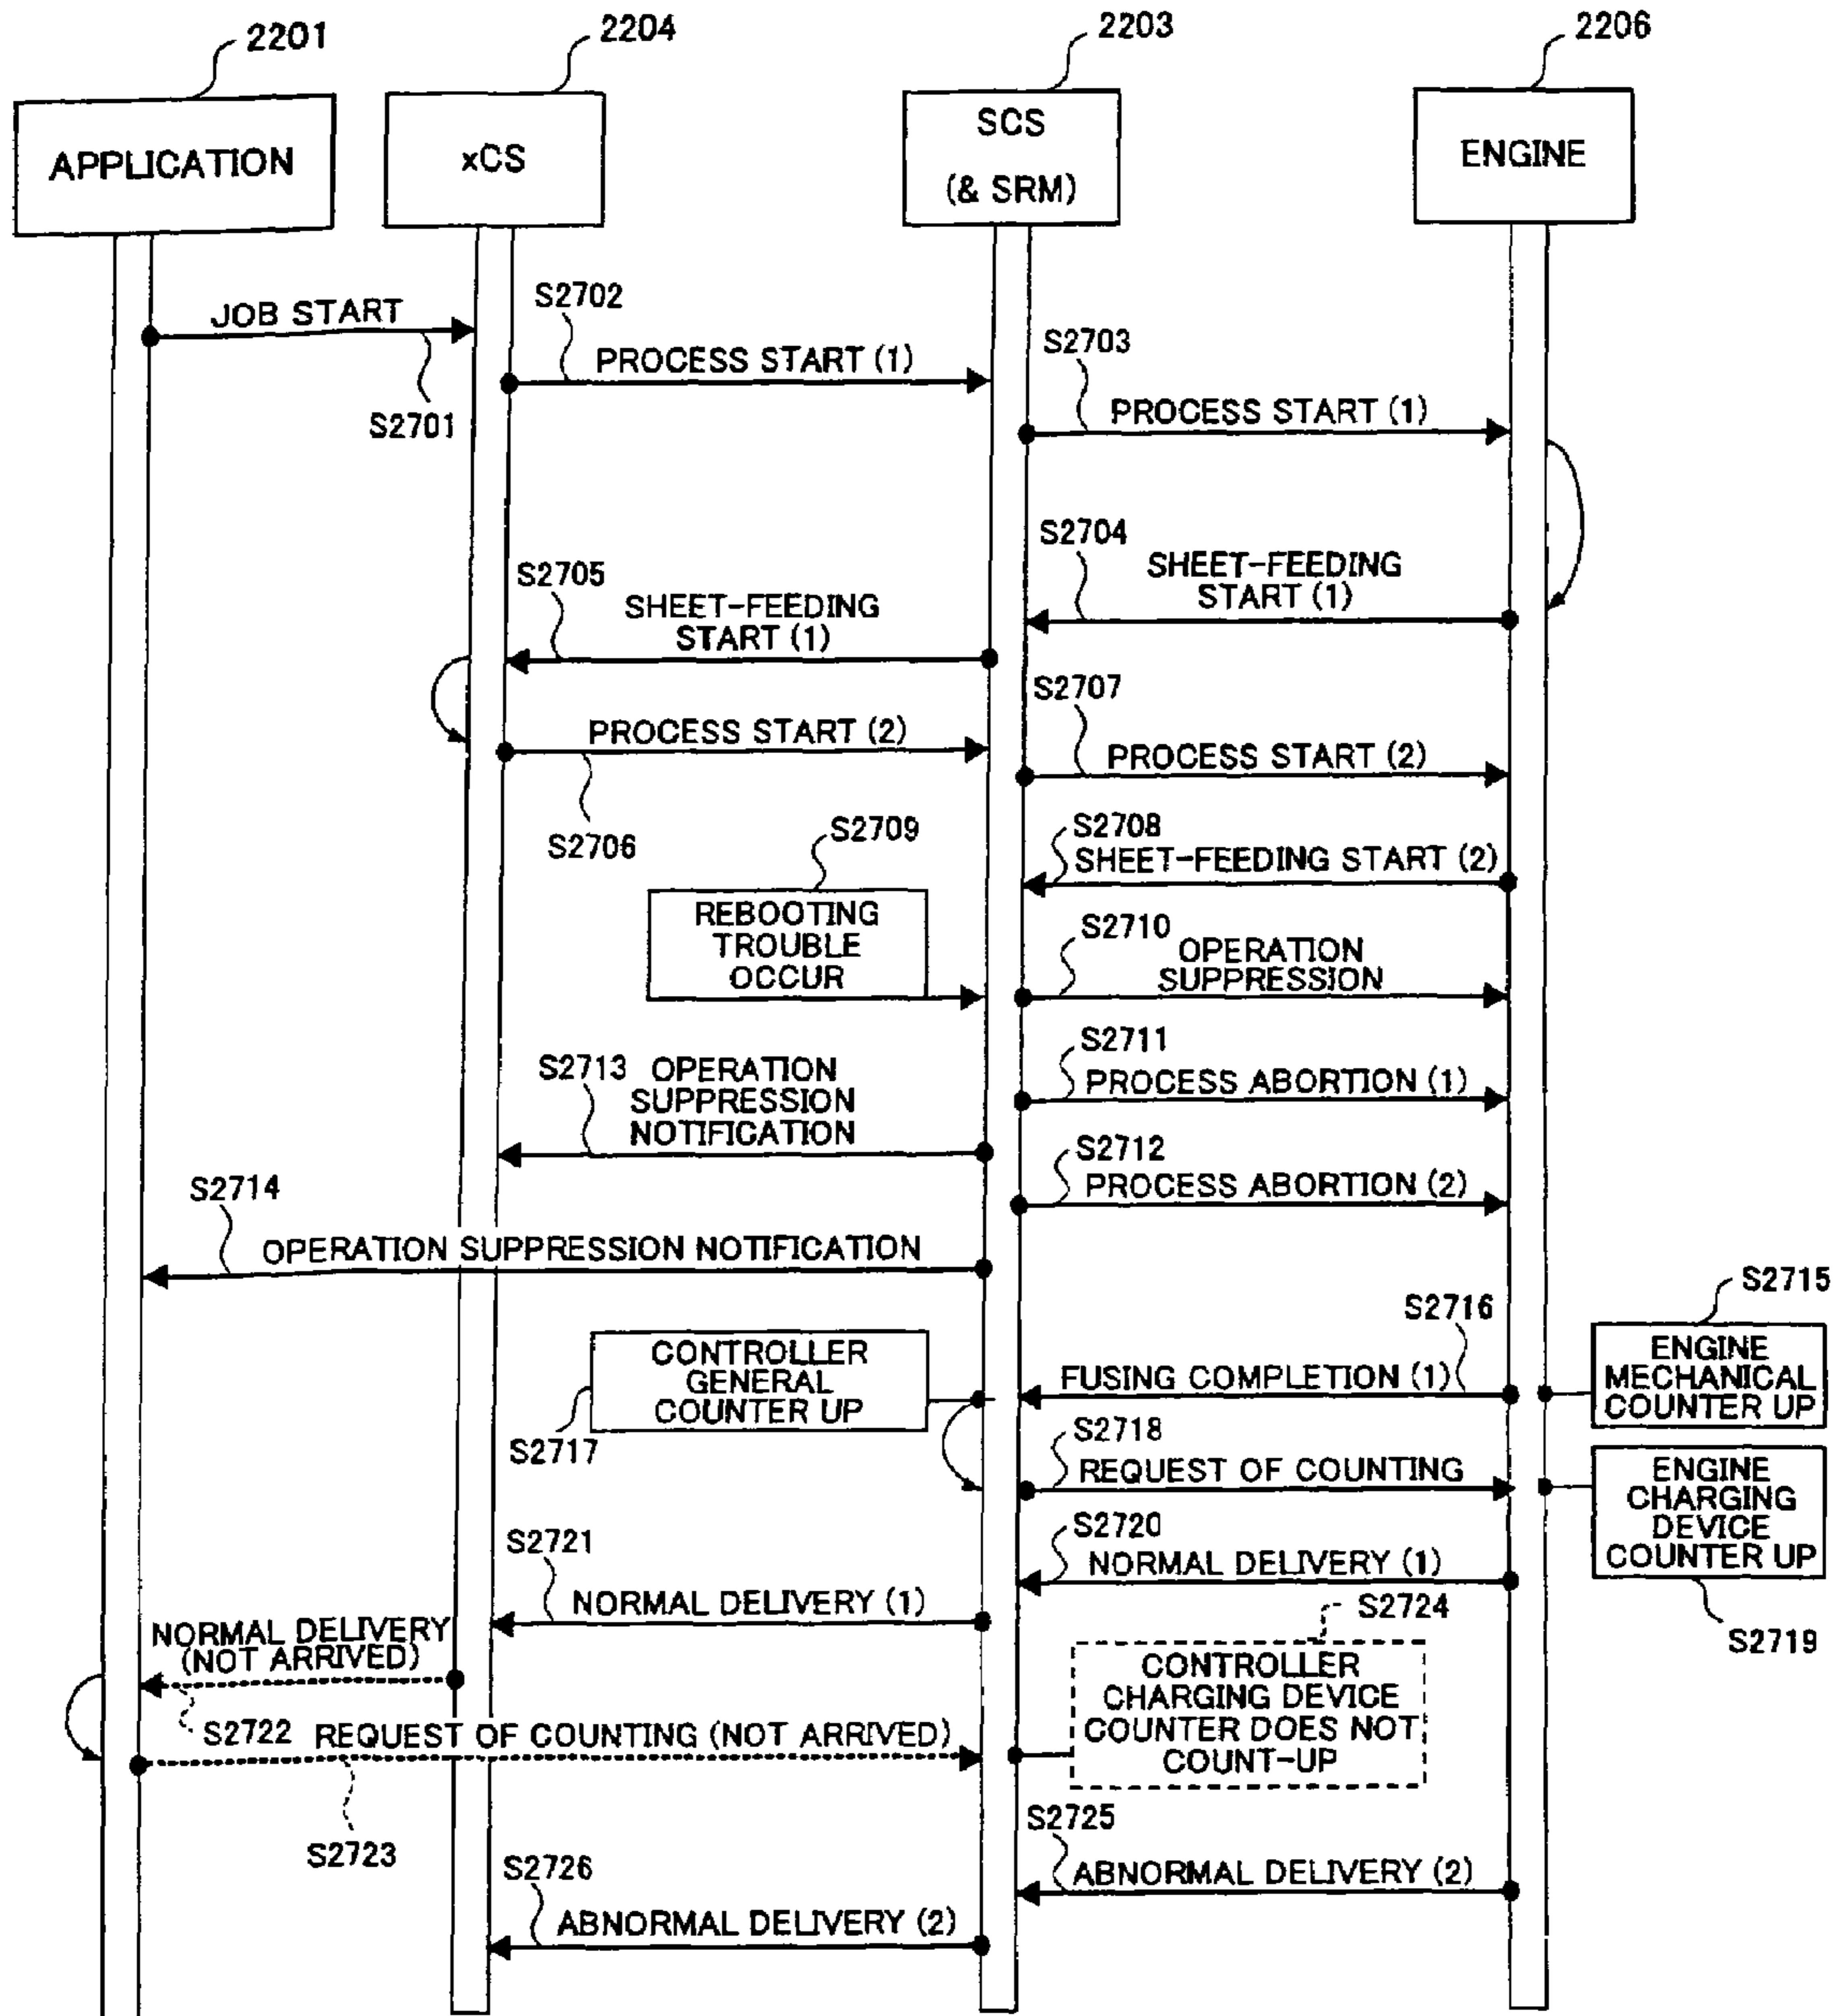 2201
2204
2203
2206
APPLICATION
xCS
SCS
(& SRM)
ENGINE
JOB START
S2701
S2702
PROCESS START (1)
S2703
PROCESS START (1)
S2704
SHEET-FEEDING
START (1)
S2705
SHEET-FEEDING
START (1)
S2707
PROCESS START (2)
S2706
PROCESS START (2)
S2709
REBOOTING
TROUBLE
OCCUR
S2708
SHEET-FEEDING START (2)
S2710
OPERATION
SUPPRESSION
S2711
PROCESS ABORTION (1)
S2713
OPERATION
SUPPRESSION
NOTIFICATION
S2712
PROCESS ABORTION (2)
S2714
OPERATION SUPPRESSION NOTIFICATION
S2715
ENGINE
MECHANICAL
COUNTER UP
S2716
FUSING COMPLETION (1)
CONTROLLER
GENERAL
COUNTER UP
S2717
S2718
REQUEST OF COUNTING
ENGINE
CHARGING
DEVICE
COUNTER UP
S2719
S2720
NORMAL DELIVERY (1)
S2721
NORMAL DELIVERY (1)
NORMAL DELIVERY
(NOT ARRIVED)
S2722
REQUEST OF COUNTING (NOT ARRIVED)
S2723
S2724
CONTROLLER
CHARGING DEVICE
COUNTER DOES NOT
COUNT-UP
S2725
ABNORMAL DELIVERY (2)
S2726
ABNORMAL DELIVERY (2)